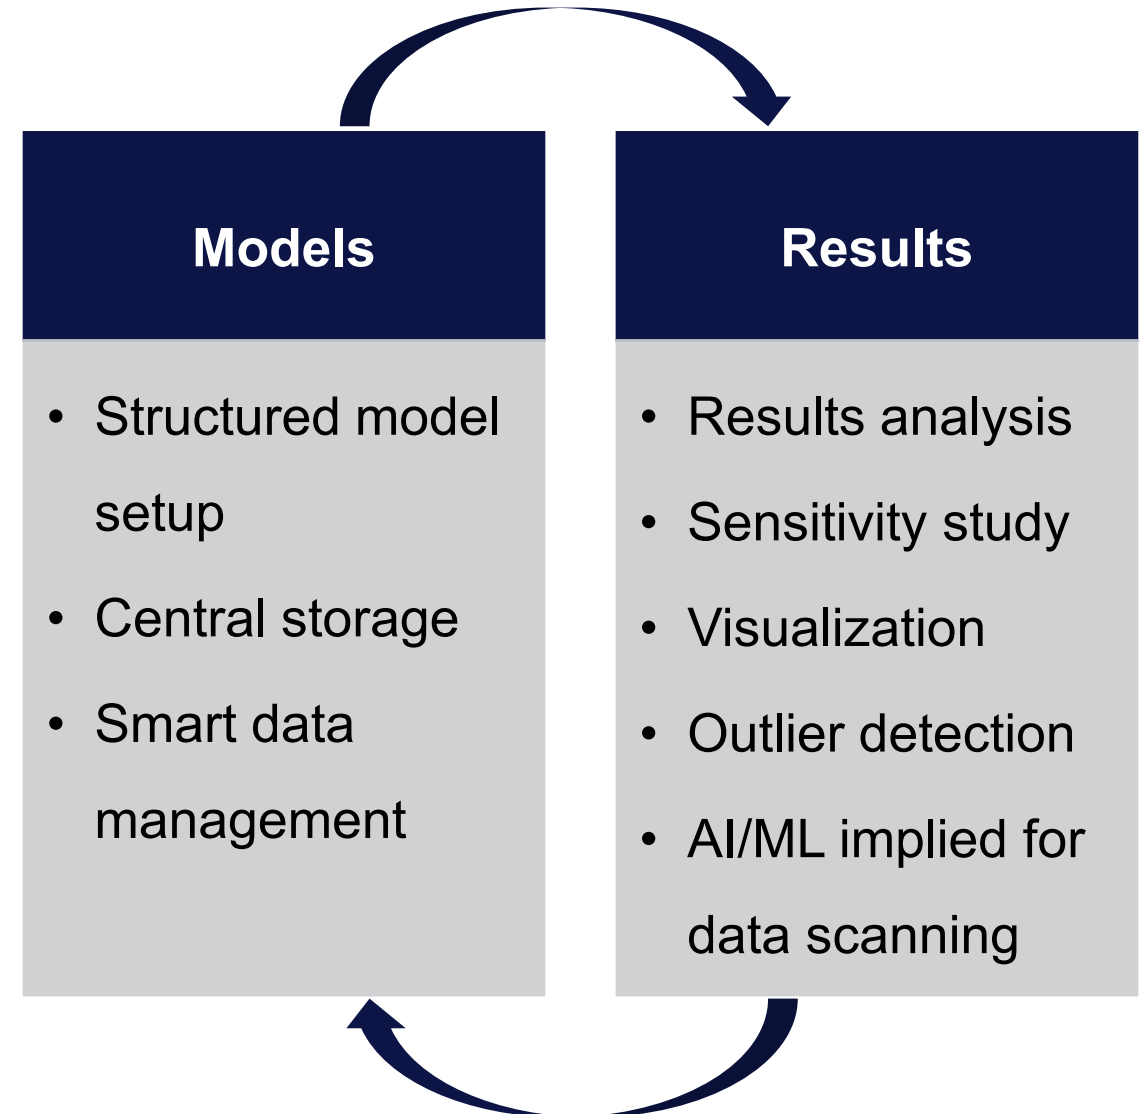 Models
• Structured model
setup
• Central storage
• Smart data
management
Results
• Results analysis
• Sensitivity study
• Visualization
• Outlier detection
• AI/ML implied for
data scanning